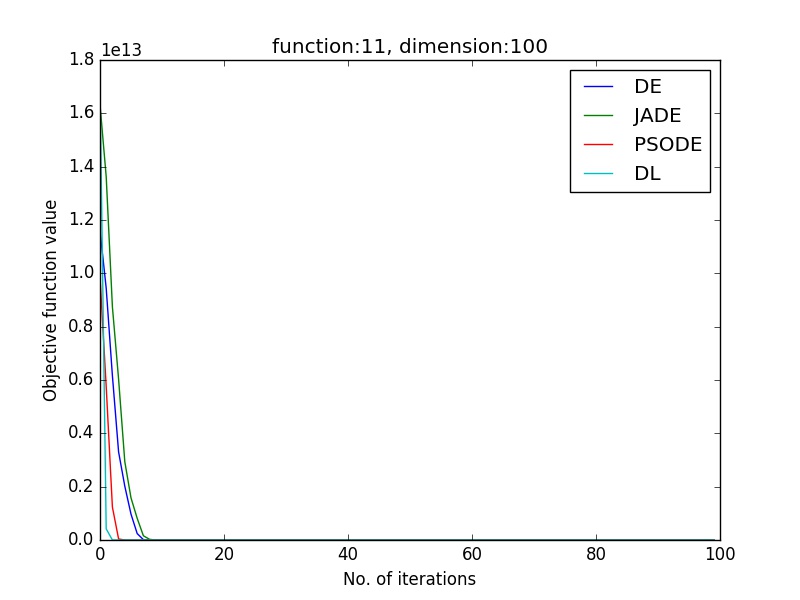 function:11, dimension:100
1e13
1.8
1.6
1.4
1.2
1.0
0.8
0.6
0.4
0.2
0.0
Objective function value
DE
JADE
PSODE
DL
0 20 40 60 80 100
No. of iterations